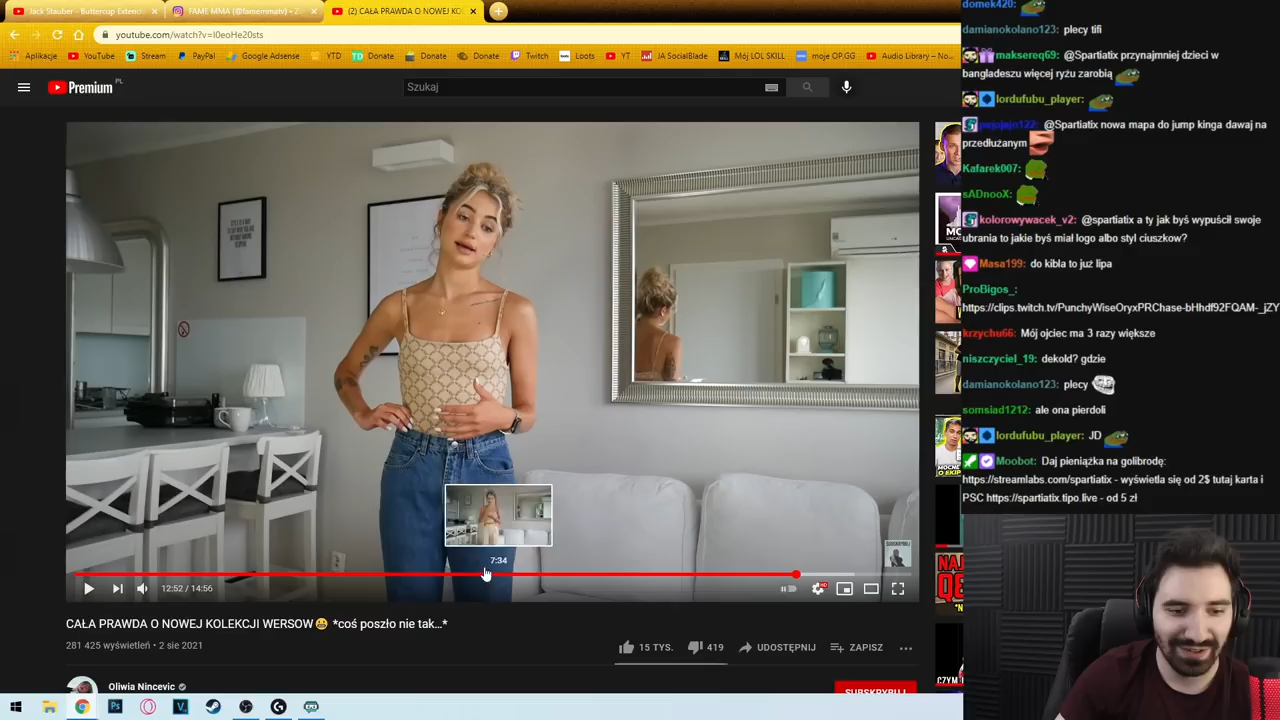 Jack Stauber - Buttercup Extend
FAME MMA (@famemmatv) • Z
(2) CAŁA PRAWDA O NOWEJ KO
youtube.com/watch?v=I0eoHe20sts
Aplikacje
YouTube
Stream
PayPal
Google Adsense
YTD
Donate
Donate
Twitch
Loots
YT
JA SocialBlade
Mój LOL SKILL
moje OP.GG
Audio Library – No...
Premium PL
Szukaj
7:34
12:52 / 14:56
CAŁA PRAWDA O NOWEJ KOLEKCJI WERSOW😬 *coś poszło nie tak...*
281 425 wyświetleń • 2 sie 2021
15 TYS.
419
UDOSTĘPNIJ
ZAPISZ
Oliwia Nincevic
SUBSKRYBUJ
domek420:
damianokolano123: plecy tifi
maksereq69: @Spartiatix przynajmniej dzieci w
bangladeszu więcej ryżu zarobią
lordufubu_player:
@Spartiatix nowa mapa do jump kinga dawaj na
przedłużanym
Kafarek007:
sADnooX:
kolorowywacek_v2: @spartiatix a ty jak byś wypuścił swoje
ubrania to jakie byś miał logo albo styl ciuszkow?
Masa199: do kibla to już lipa
ProBigos_:
https://clips.twitch.tv/PunchyWiseOryxPRChase-bHhdf92FQAM-_jZY
krzychu66: Mój ojciec ma 3 razy większe
niszczyciel_19: dekold? gdzie
damianokolano123: plecy
somsiad1212: ale ona pierdoli
lordufubu_player: JD
Moobot: Daj pieniążka na golibrodę:
https://streamlabs.com/spartiatix - wyświetla się od 2$ tutaj karta i
PSC https://spartiatix.tipo.live - od 5 zł